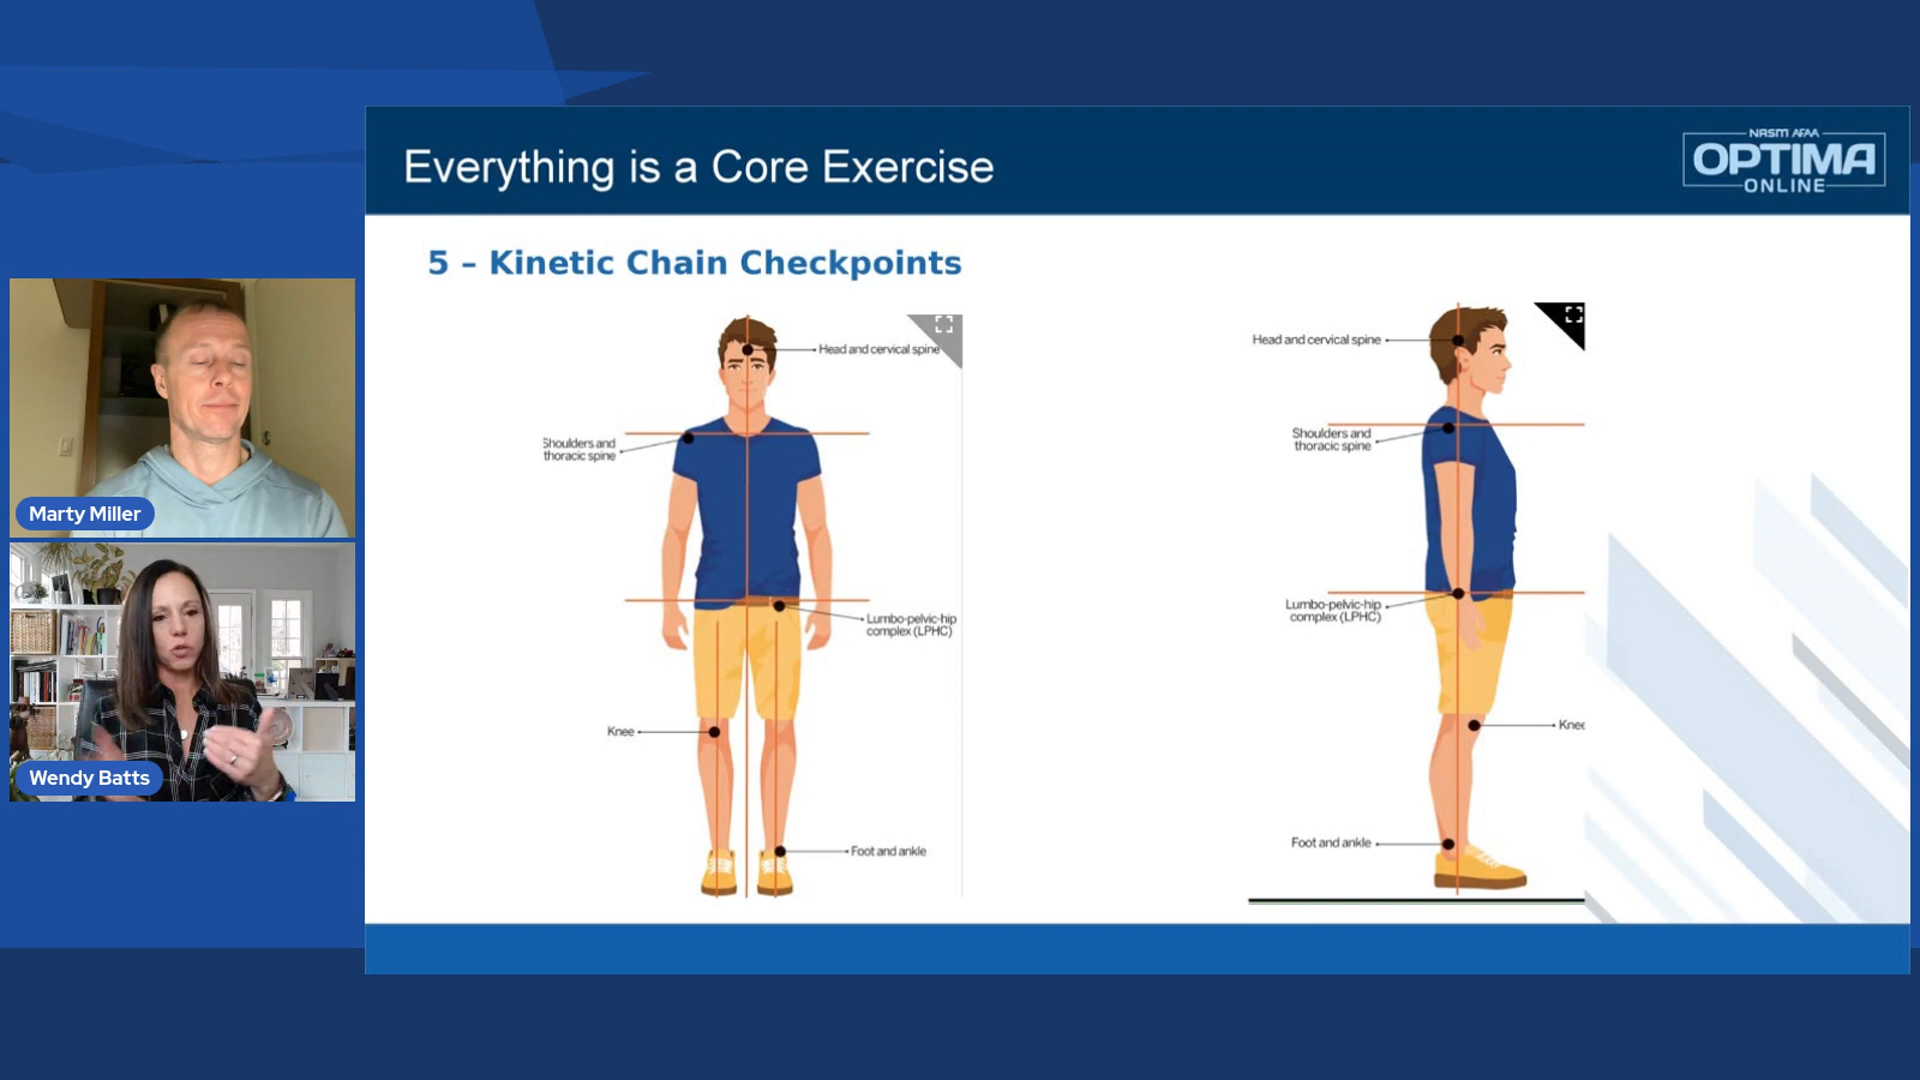 Everything is a Core Exercise
NASM AFAA
OPTIMA
ONLINE
5 – Kinetic Chain Checkpoints
Head and cervical spine
Shoulders and
thoracic spine
Lumbo-pelvic-hip
complex (LPHC)
Knee
Foot and ankle
Head and cervical spine
Shoulders and
thoracic spine
Lumbo-pelvic-hip
complex (LPHC)
Knee
Foot and ankle
Marty Miller
Wendy Batts